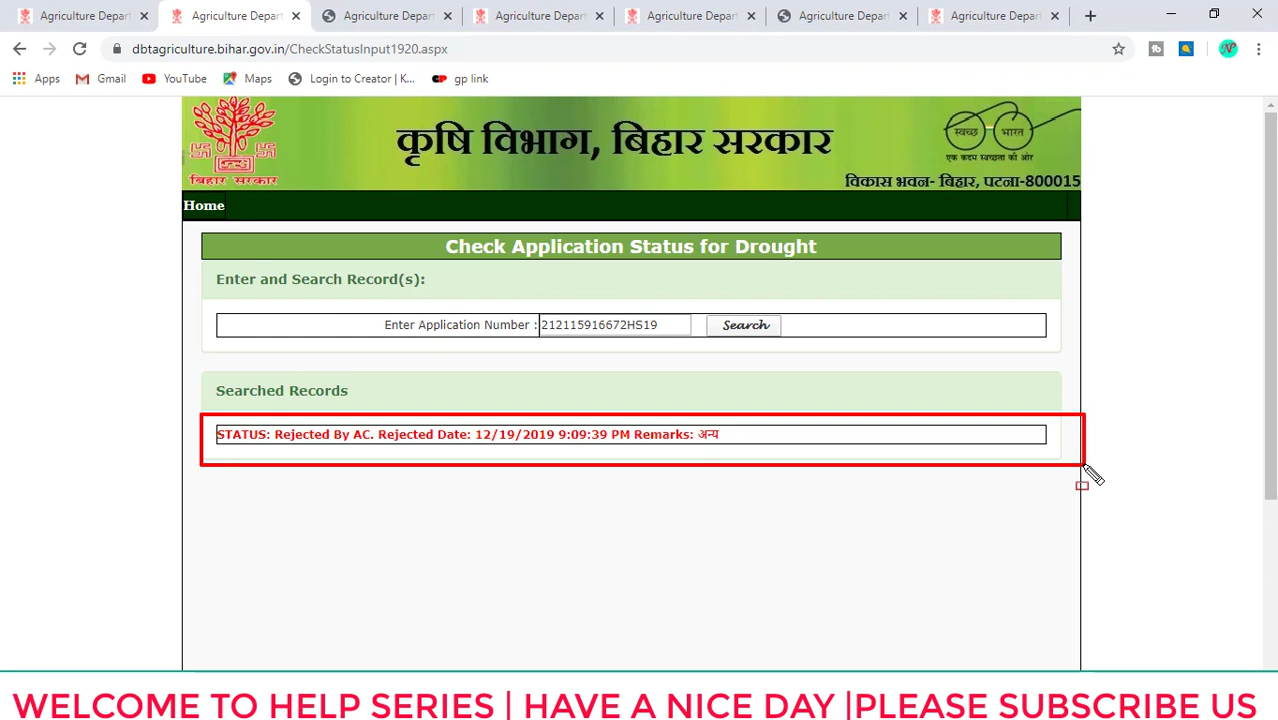 Agriculture Depar
Agriculture Depar
Agriculture Depar
Agriculture Depar
Agriculture Depar
Agriculture Depar
Agriculture Depar
dbtagriculture.bihar.gov.in/CheckStatusInput1920.aspx
Apps
Gmail
YouTube
Maps
Login to Creator | K...
gp link
बिहार सरकार
कृषि विभाग, बिहार सरकार
स्वच्छ
भारत
एक कदम स्वच्छता की ओर
विकास भवन- बिहार, पटना-800015
Home
Check Application Status for Drought
Enter and Search Record(s):
Enter Application Number :
212115916672HS19
Search
Searched Records
STATUS: Rejected By AC. Rejected Date: 12/19/2019 9:09:39 PM Remarks: अन्य
WELCOME TO HELP SERIES | HAVE A NICE DAY |PLEASE SUBSCRIBE US